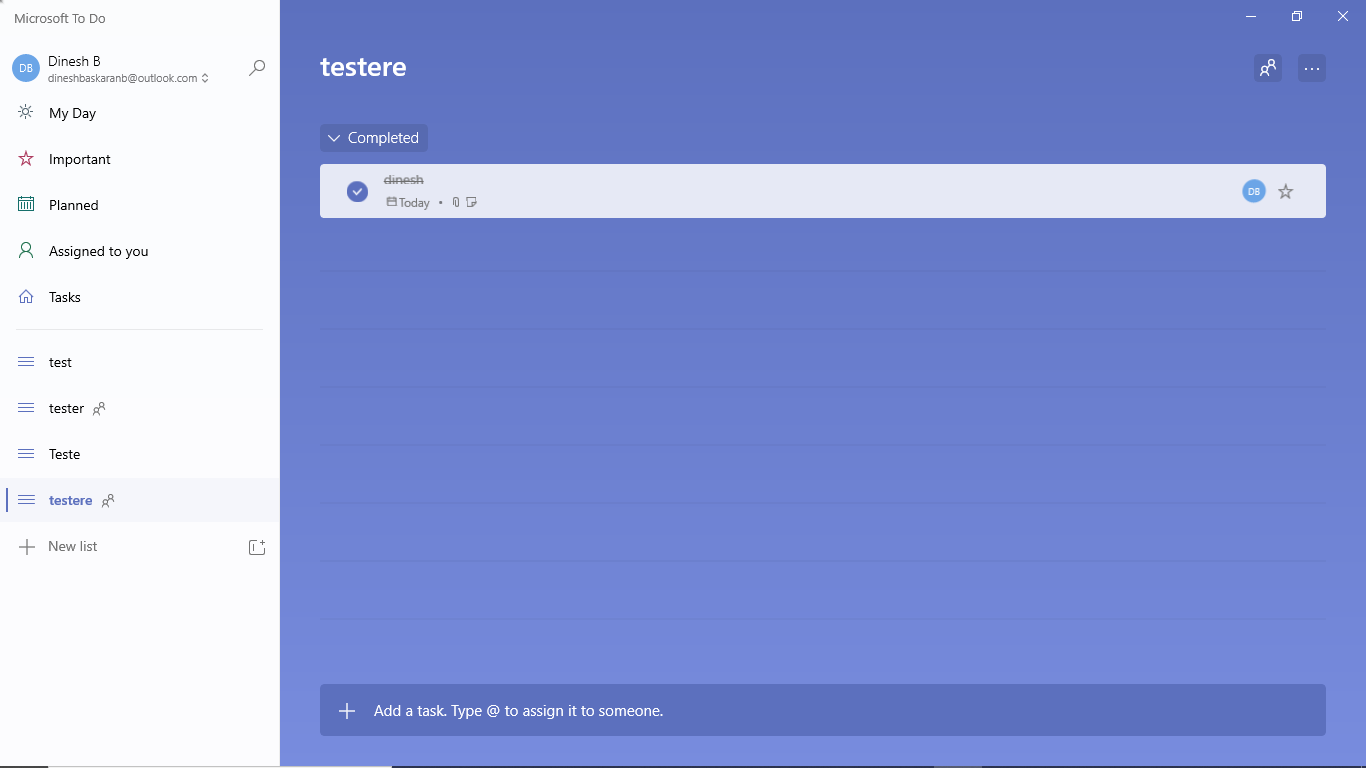 Microsoft To Do
DB
Dinesh B
dineshbaskaranb@outlook.com
My Day
Important
Planned
Assigned to you
Tasks
test
tester
Teste
testere
New list
testere
Completed
dinesh
Today •
DB
Add a task. Type @ to assign it to someone.